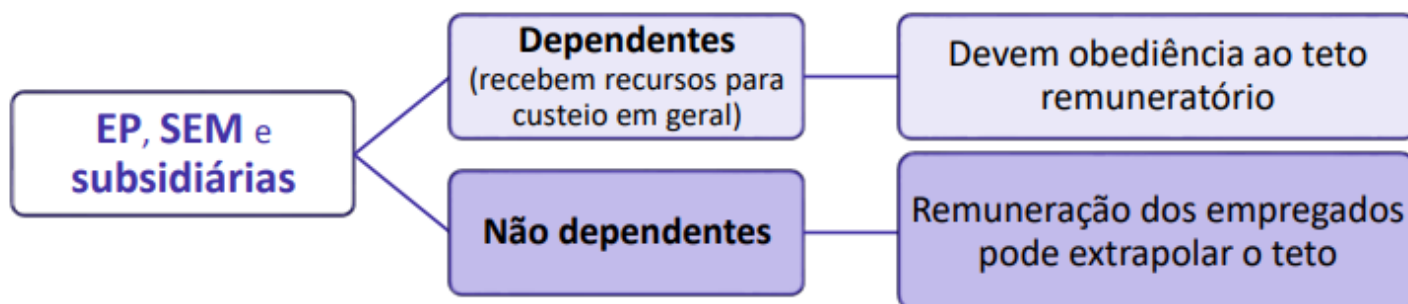 EP, SEM e
subsidiárias
Dependentes
(recebem recursos para
custeio em geral)
Devem obediência ao teto
remuneratório
Não dependentes
Remuneração dos empregados
pode extrapolar o teto